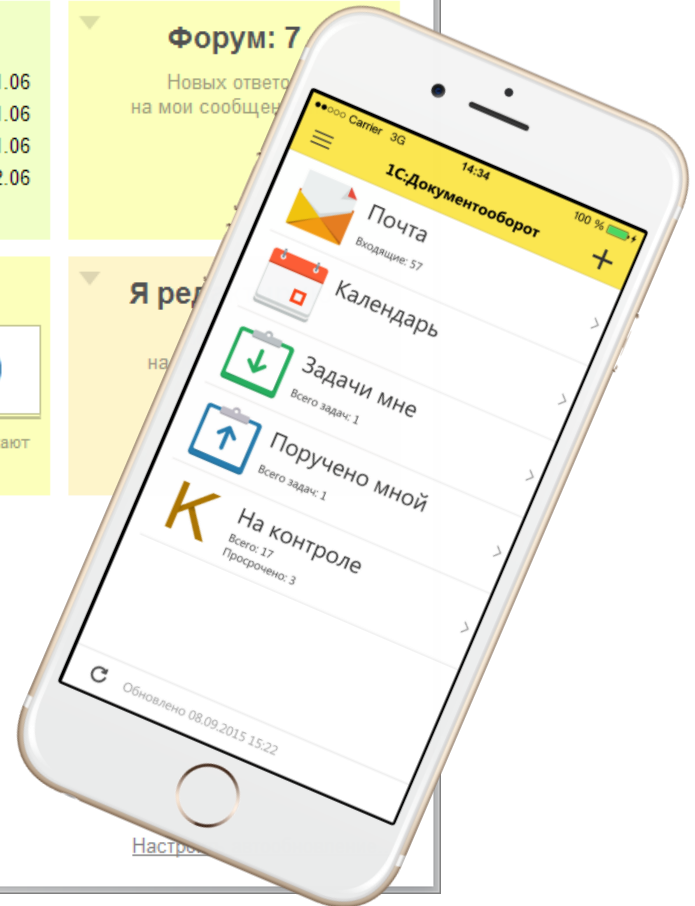 Форум: 7
Новых ответо
на мои сообщен
1.06
1.06
1.06
2.06
Я ред
на
ают
Carrier 3G 14:34 100 %
1С:Документооборот
Почта
Входящие: 57
Календарь
Задачи мне
Всего задач: 1
Поручено мной
Всего задач: 1
К
На контроле
Всего: 17
Просрочено: 3
Обновлено 08.09.2015 15:22
Настро